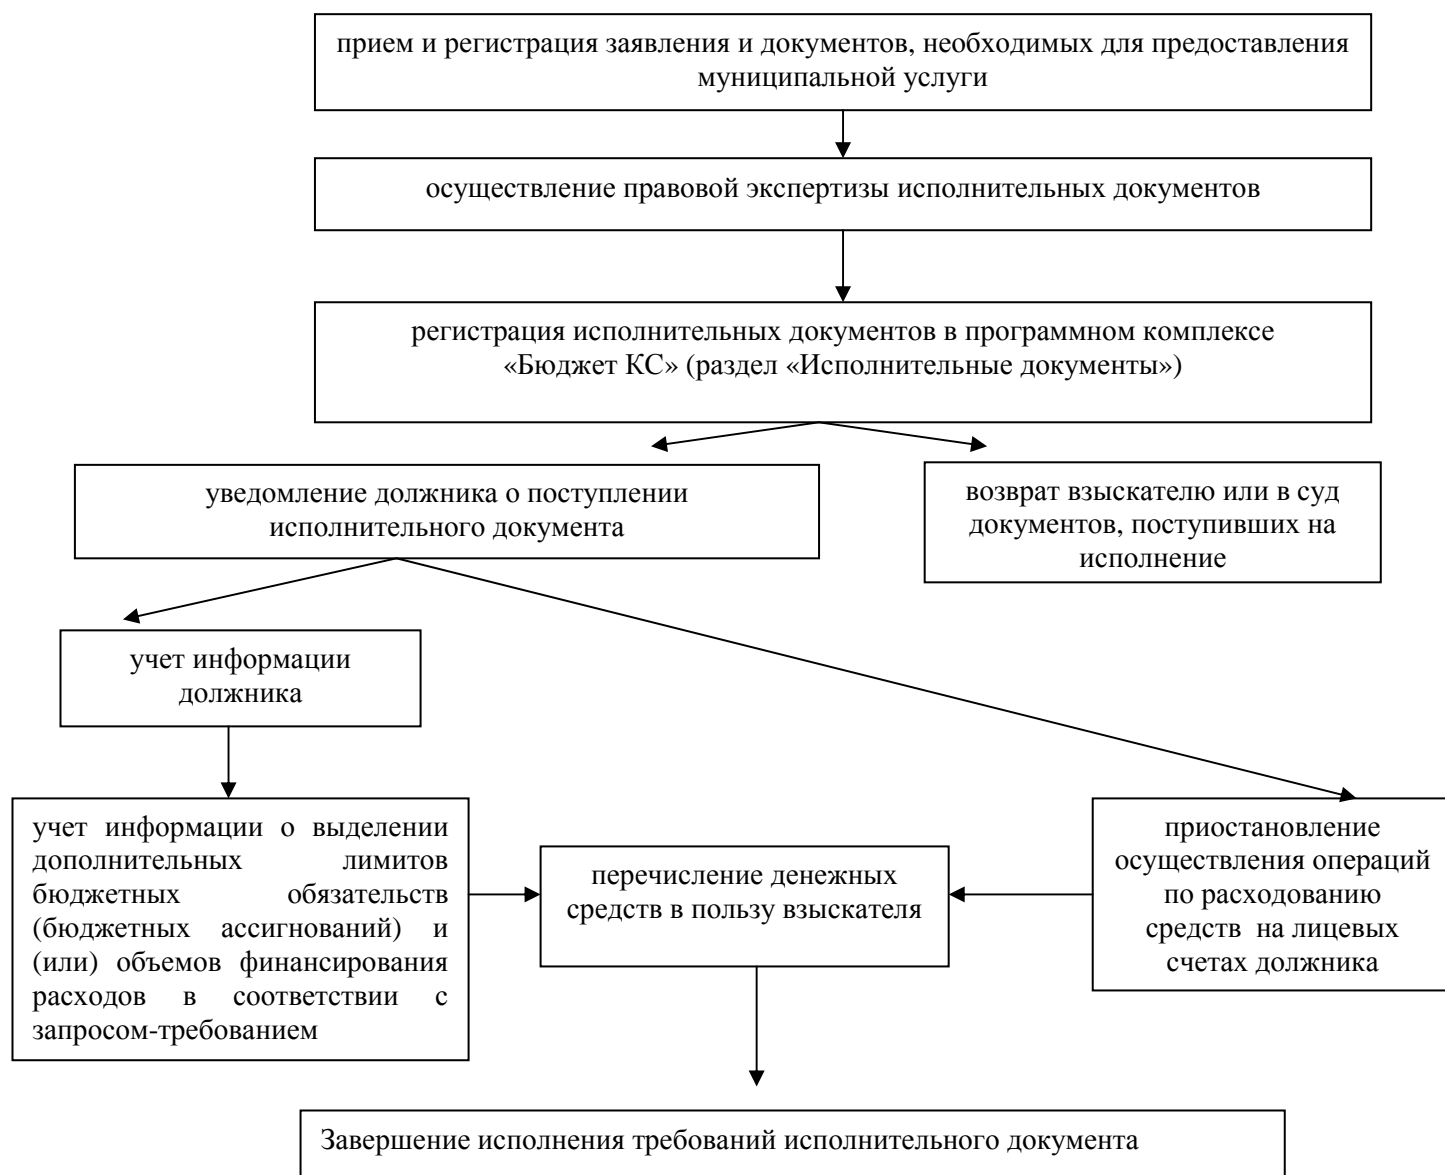 прием и регистрация заявления и документов, необходимых для предоставления
муниципальной услуги
осуществление правовой экспертизы исполнительных документов
регистрация исполнительных документов в программном комплексе
«Бюджет КС» (раздел «Исполнительные документы»)
уведомление должника о поступлении
исполнительного документа
возврат взыскателю или в суд
документов, поступивших на
исполнение
учет информации
должника
учет информации о выделении
дополнительных лимитов
бюджетных обязательств
(бюджетных ассигнований) и
(или) объемов финансирования
расходов в соответствии с
запросом-требованием
перечисление денежных
средств в пользу взыскателя
приостановление
осуществления операций
по расходованию
средств на лицевых
счетах должника
Завершение исполнения требований исполнительного документа